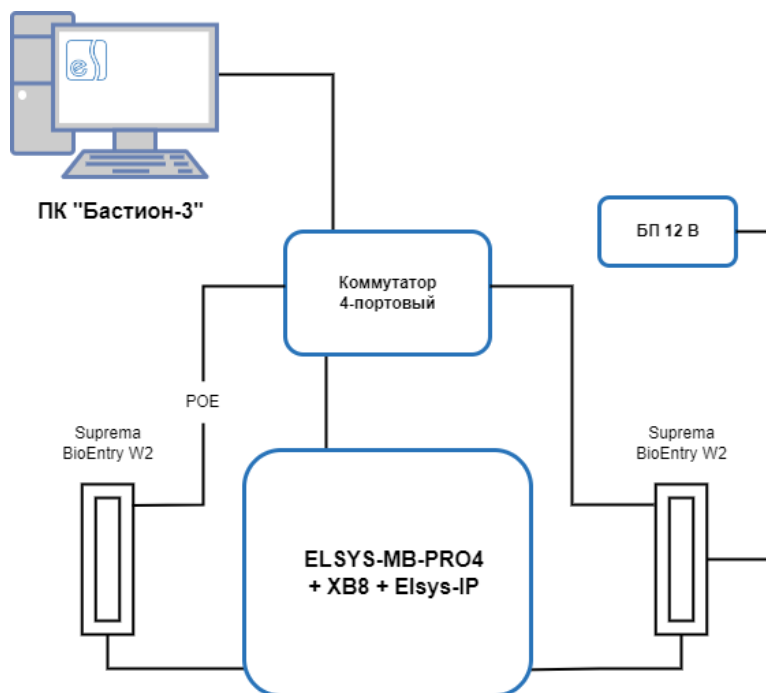 ПК "Бастион-3"
БП 12 В
Коммутатор
4-портовый
POE
Suprema
BioEntry W2
Suprema
BioEntry W2
ELSYS-MB-PRO4
+ XB8 + Elsys-IP